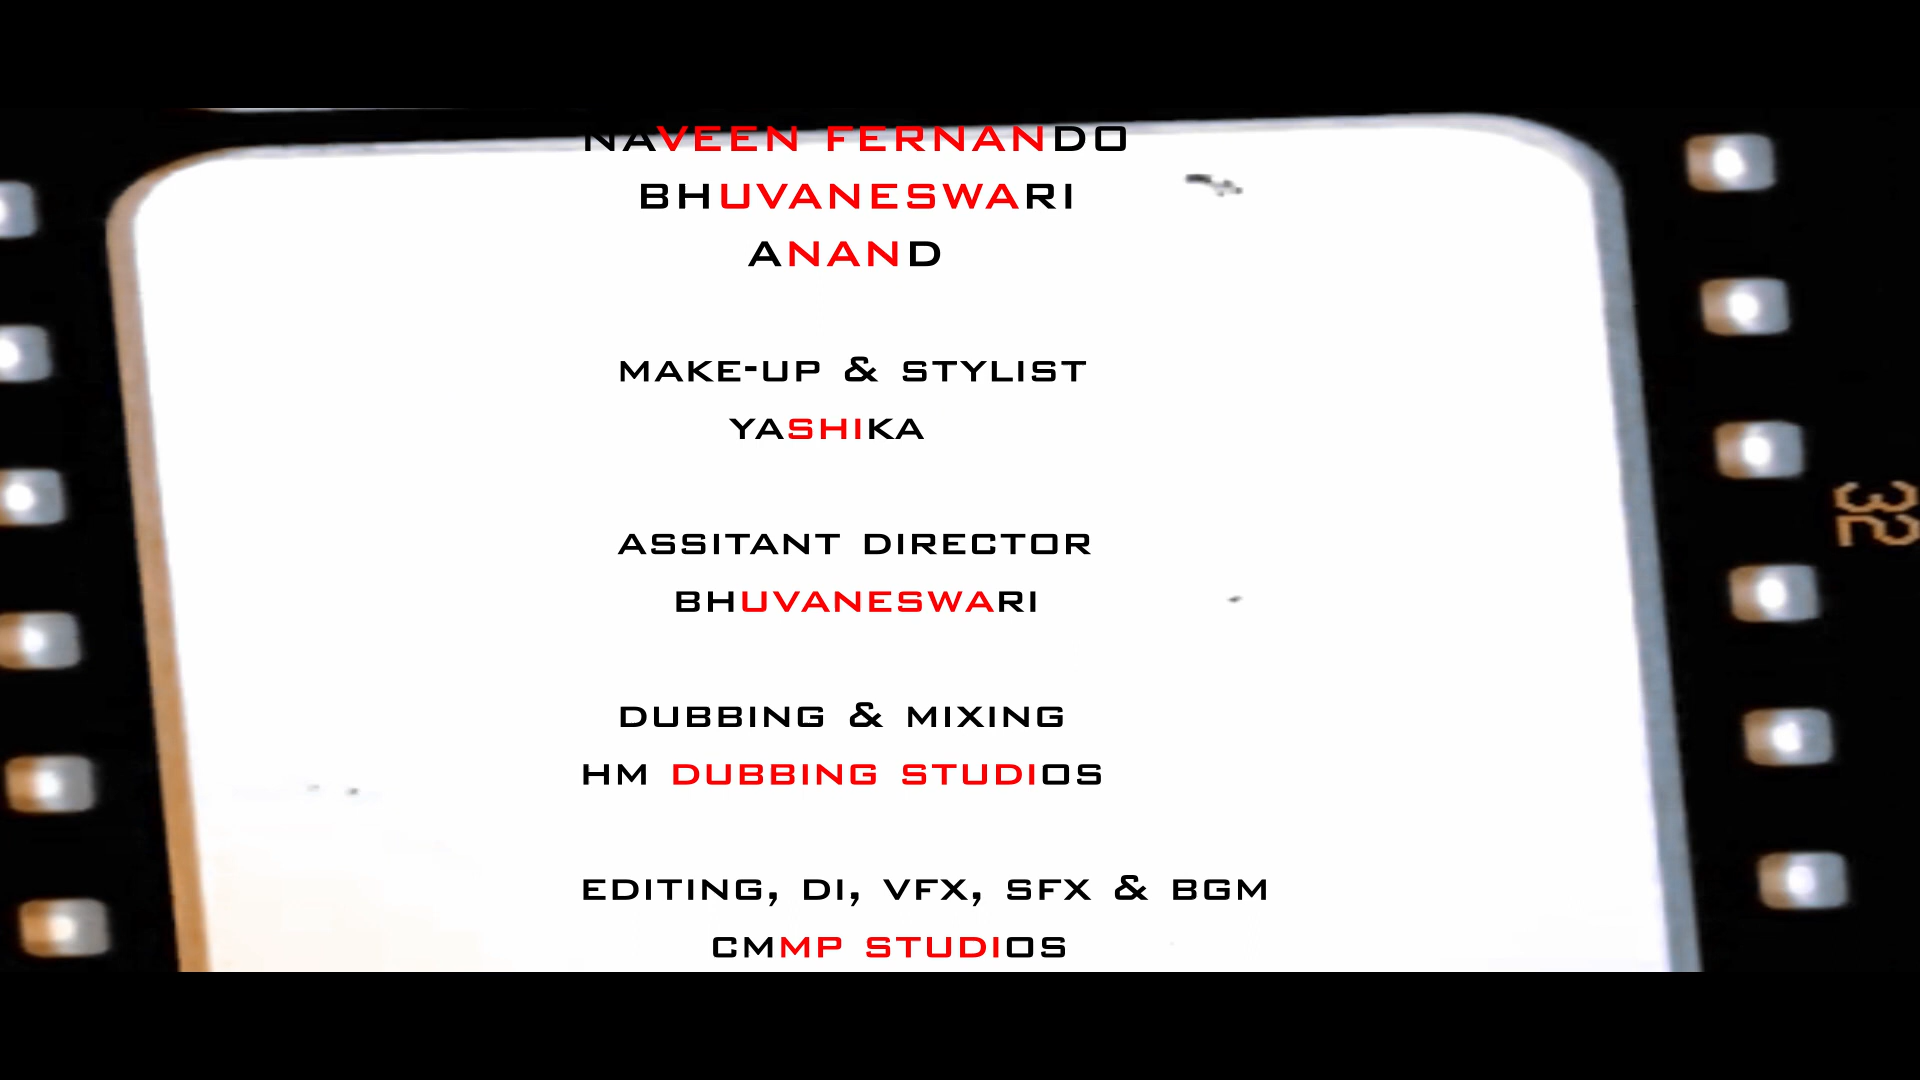 NAVEEN FERNANDO
BHUVANESWARI
ANAND
MAKE-UP & STYLIST
YASHIKA
ASSITANT DIRECTOR
BHUVANESWARI
DUBBING & MIXING
HM DUBBING STUDIOS
EDITING, DI, VFX, SFX & BGM
CMMP STUDIOS
32